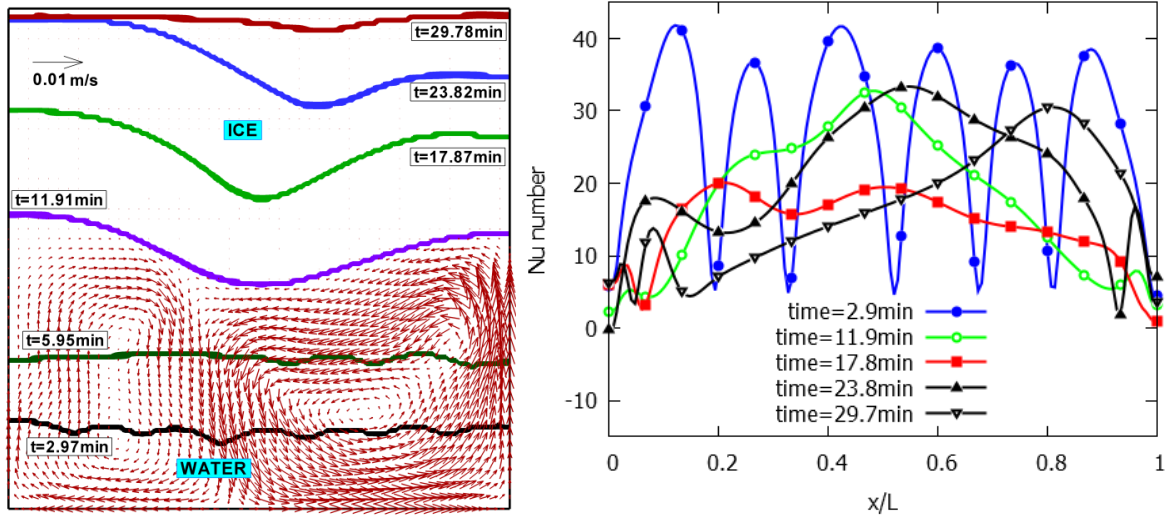 t=29.78min
0.01 m/s
t=23.82min
ICE
t=17.87min
t=11.91min
t=5.95min
t=2.97min
WATER
Nu number
40
30
20
10
0
-10
time=2.9min
time=11.9min
time=17.8min
time=23.8min
time=29.7min
0 0.2 0.4 0.6 0.8 1
x/L